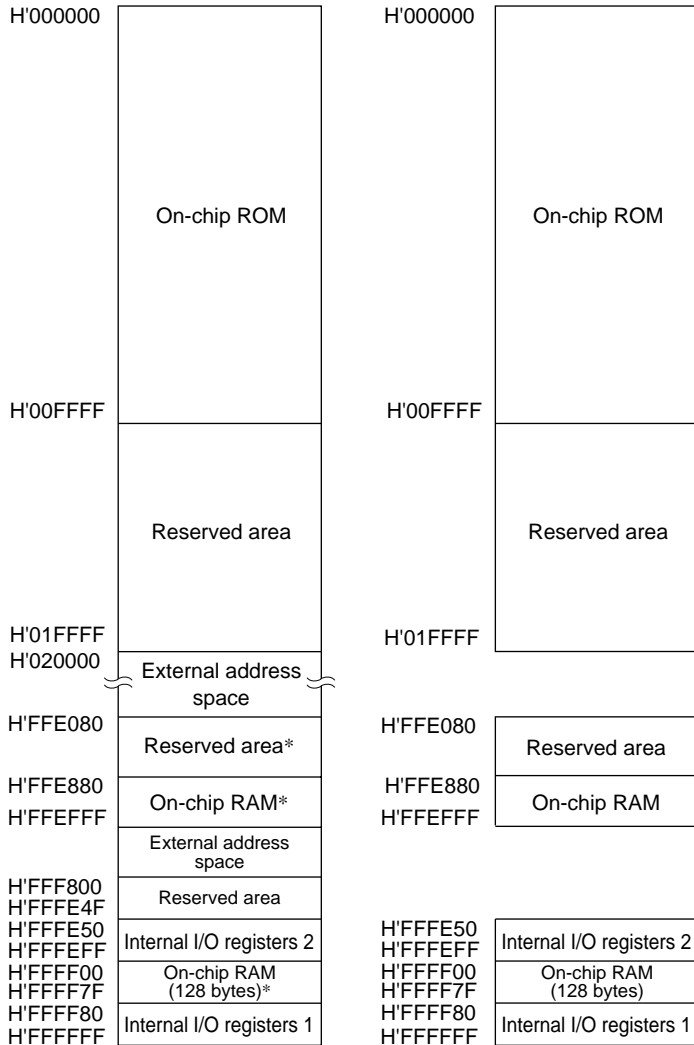 H'000000
On-chip ROM
H'00FFFF
Reserved area
H'01FFFF
H'020000
External address
space
H'FFE080
Reserved area*
H'FFE880
On-chip RAM*
H'FFEFFF
External address
space
H'FFF800
Reserved area
H'FFFE4F
H'FFFE50
Internal I/O registers 2
H'FFFEFF
H'FFFF00
On-chip RAM
(128 bytes)*
H'FFFF7F
H'FFFF80
Internal I/O registers 1
H'FFFFFF
H'000000
On-chip ROM
H'00FFFF
Reserved area
H'01FFFF
H'FFE080
Reserved area
H'FFE880
On-chip RAM
H'FFEFFF
H'FFFE50
Internal I/O registers 2
H'FFFEFF
H'FFFF00
On-chip RAM
(128 bytes)
H'FFFF7F
H'FFFF80
Internal I/O registers 1
H'FFFFFF